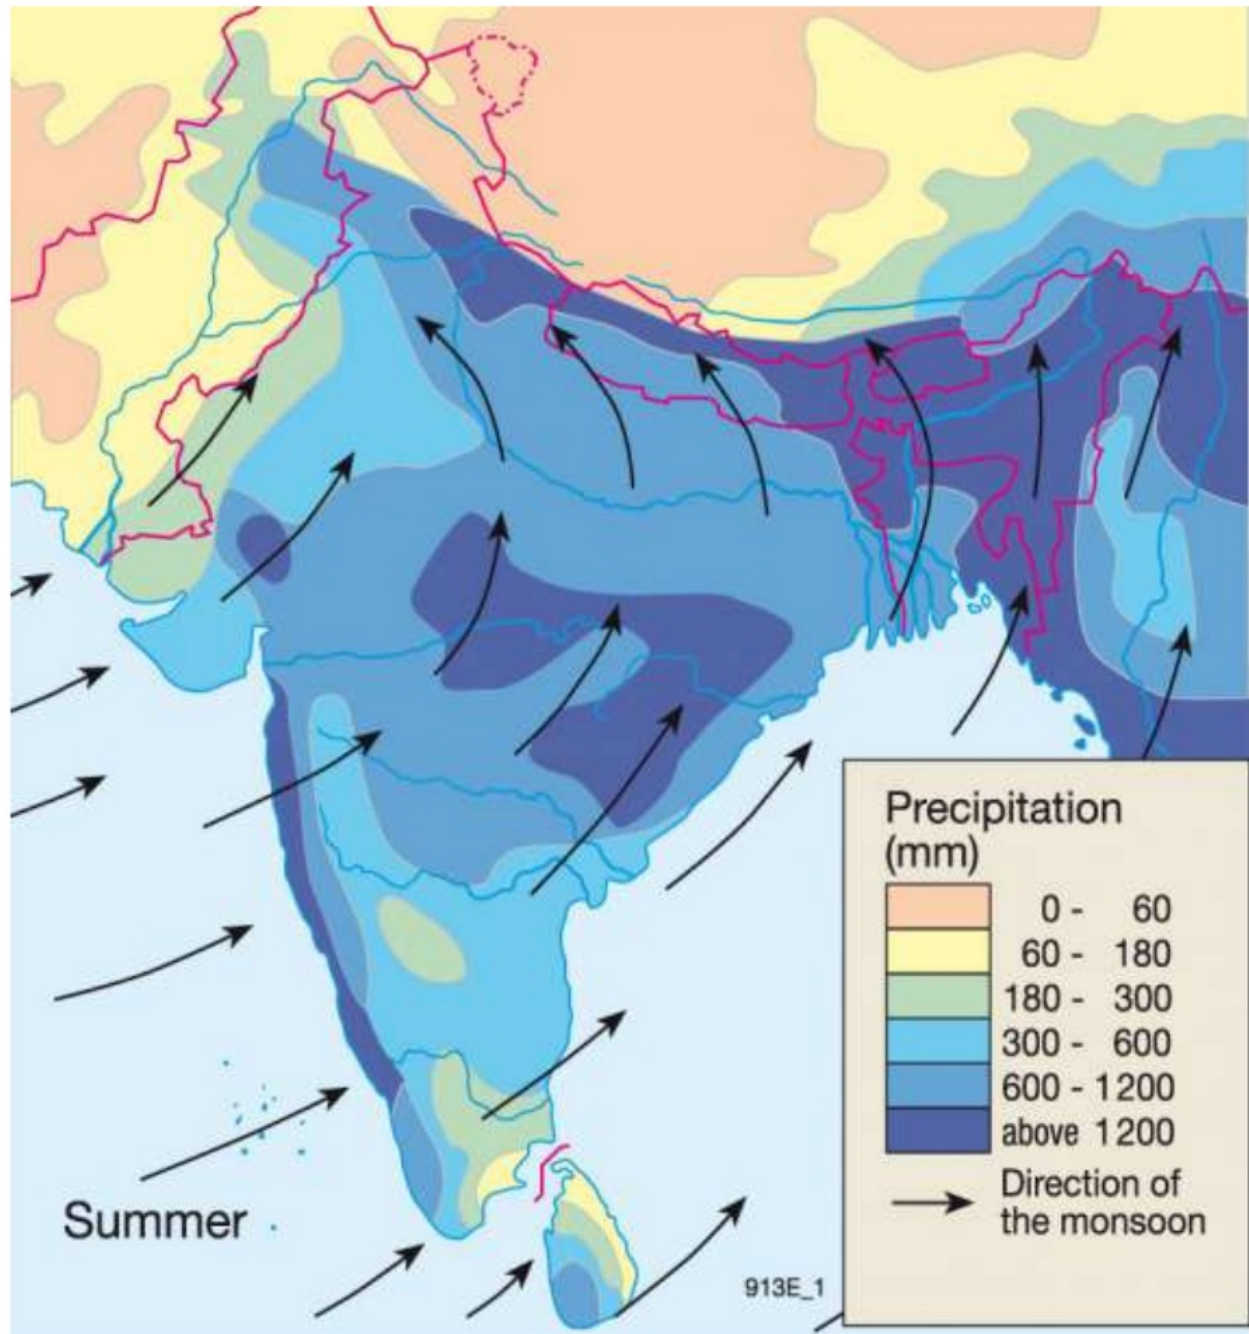 Summer
913E_1
Precipitation
(mm)
0 - 60
60 - 180
180 - 300
300 - 600
600 - 1200
above 1200
Direction of
the monsoon